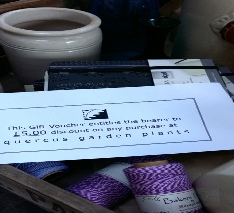 This Gift Voucher entitles the bearer to
£5.00 discount on any purchase at
quercus garden plants